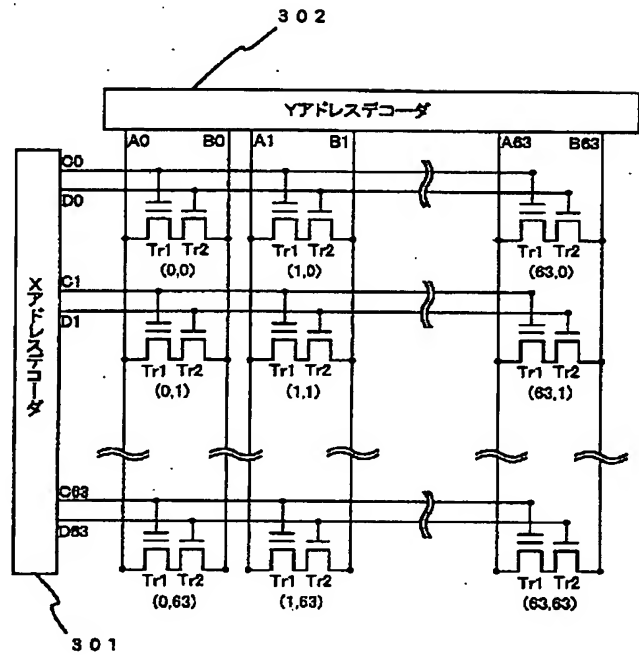 302
Yアドレスデコーダ
A0 B0 A1 B1 A63 B63
Xアドレスデコーダ
C0
D0
Tr1 Tr2 Tr1 Tr2 Tr1 Tr2
(0,0) (1,0) (63,0)
C1
D1
Tr1 Tr2 Tr1 Tr2 Tr1 Tr2
(0,1) (1,1) (63,1)
C63
D63
Tr1 Tr2 Tr1 Tr2 Tr1 Tr2
(0,63) (1,63) (63,63)
301